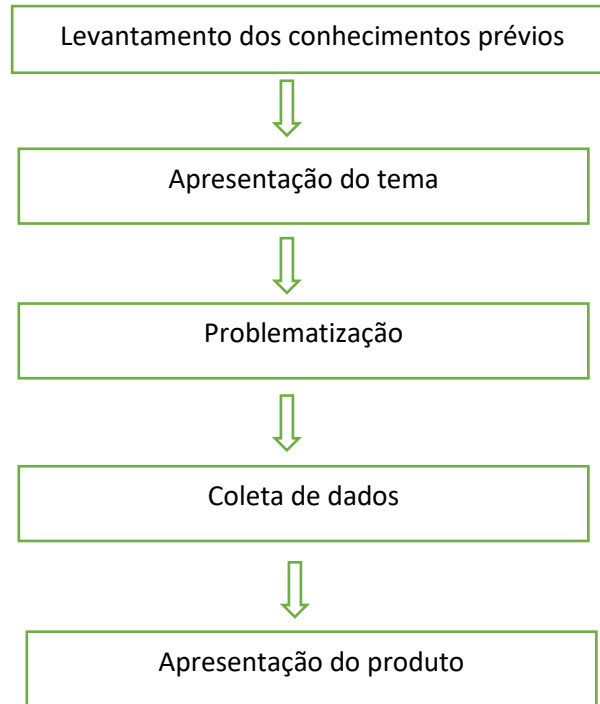 Levantamento dos conhecimentos prévios
Apresentação do tema
Problematização
Coleta de dados
Apresentação do produto